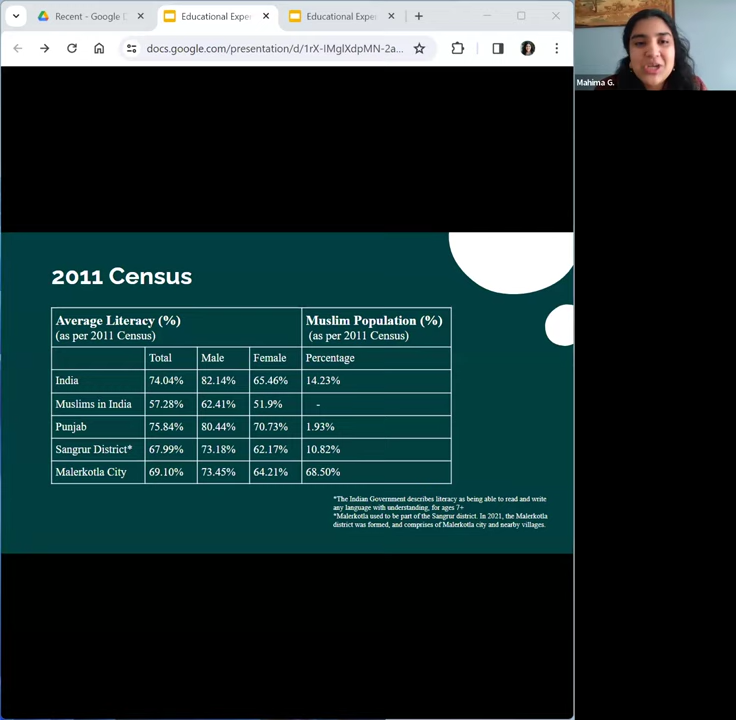 Recent - Google D
Educational Expe
Educational Expe
docs.google.com/presentation/d/1rX-IMglXdpMN-2a...
Mahima G.
2011 Census
Average Literacy (%)
(as per 2011 Census)
Muslim Population (%)
(as per 2011 Census)
Total Male Female Percentage
India 74.04% 82.14% 65.46% 14.23%
Muslims in India 57.28% 62.41% 51.9% -
Punjab 75.84% 80.44% 70.73% 1.93%
Sangrur District* 67.99% 73.18% 62.17% 10.82%
Malerkotla City 69.10% 73.45% 64.21% 68.50%
*The Indian Government describes literacy as being able to read and write
any language with understanding, for ages 7+
*Malerkotla used to be part of the Sangrur district. In 2021, the Malerkotla
district was formed, and comprises of Malerkotla city and nearby villages.